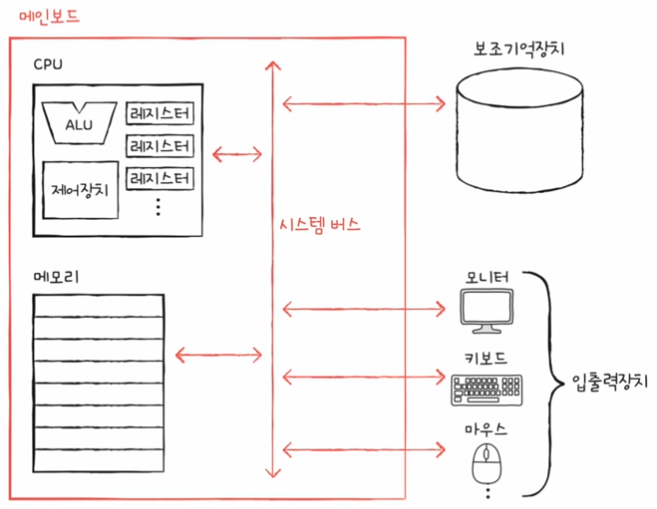 메인보드
CPU
ALU
레지스터
레지스터
레지스터
제어장치
메모리
시스템 버스
보조기억장치
모니터
키보드
마우스
입출력장치